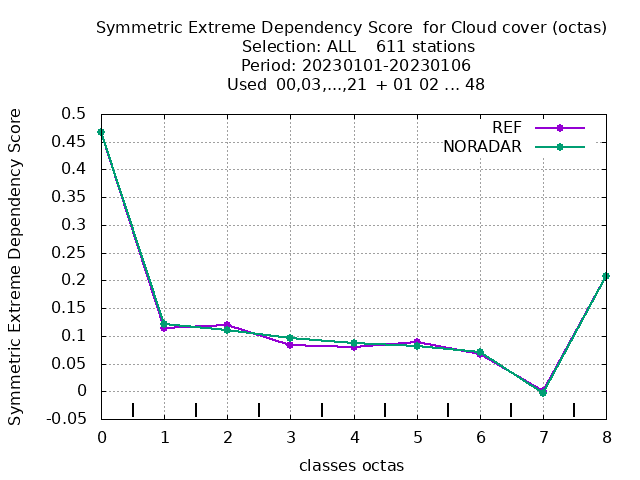 Symmetric Extreme Dependency Score  for Cloud cover (octas)
Selection: ALL    611 stations
Period: 20230101-20230106
Used  00,03,...,21  + 01 02 ... 48
REF
NORADAR
Symmetric Extreme Dependency Score
0.5
0.45
0.4
0.35
0.3
0.25
0.2
0.15
0.1
0.05
0
-0.05
0 1 2 3 4 5 6 7 8
classes octas